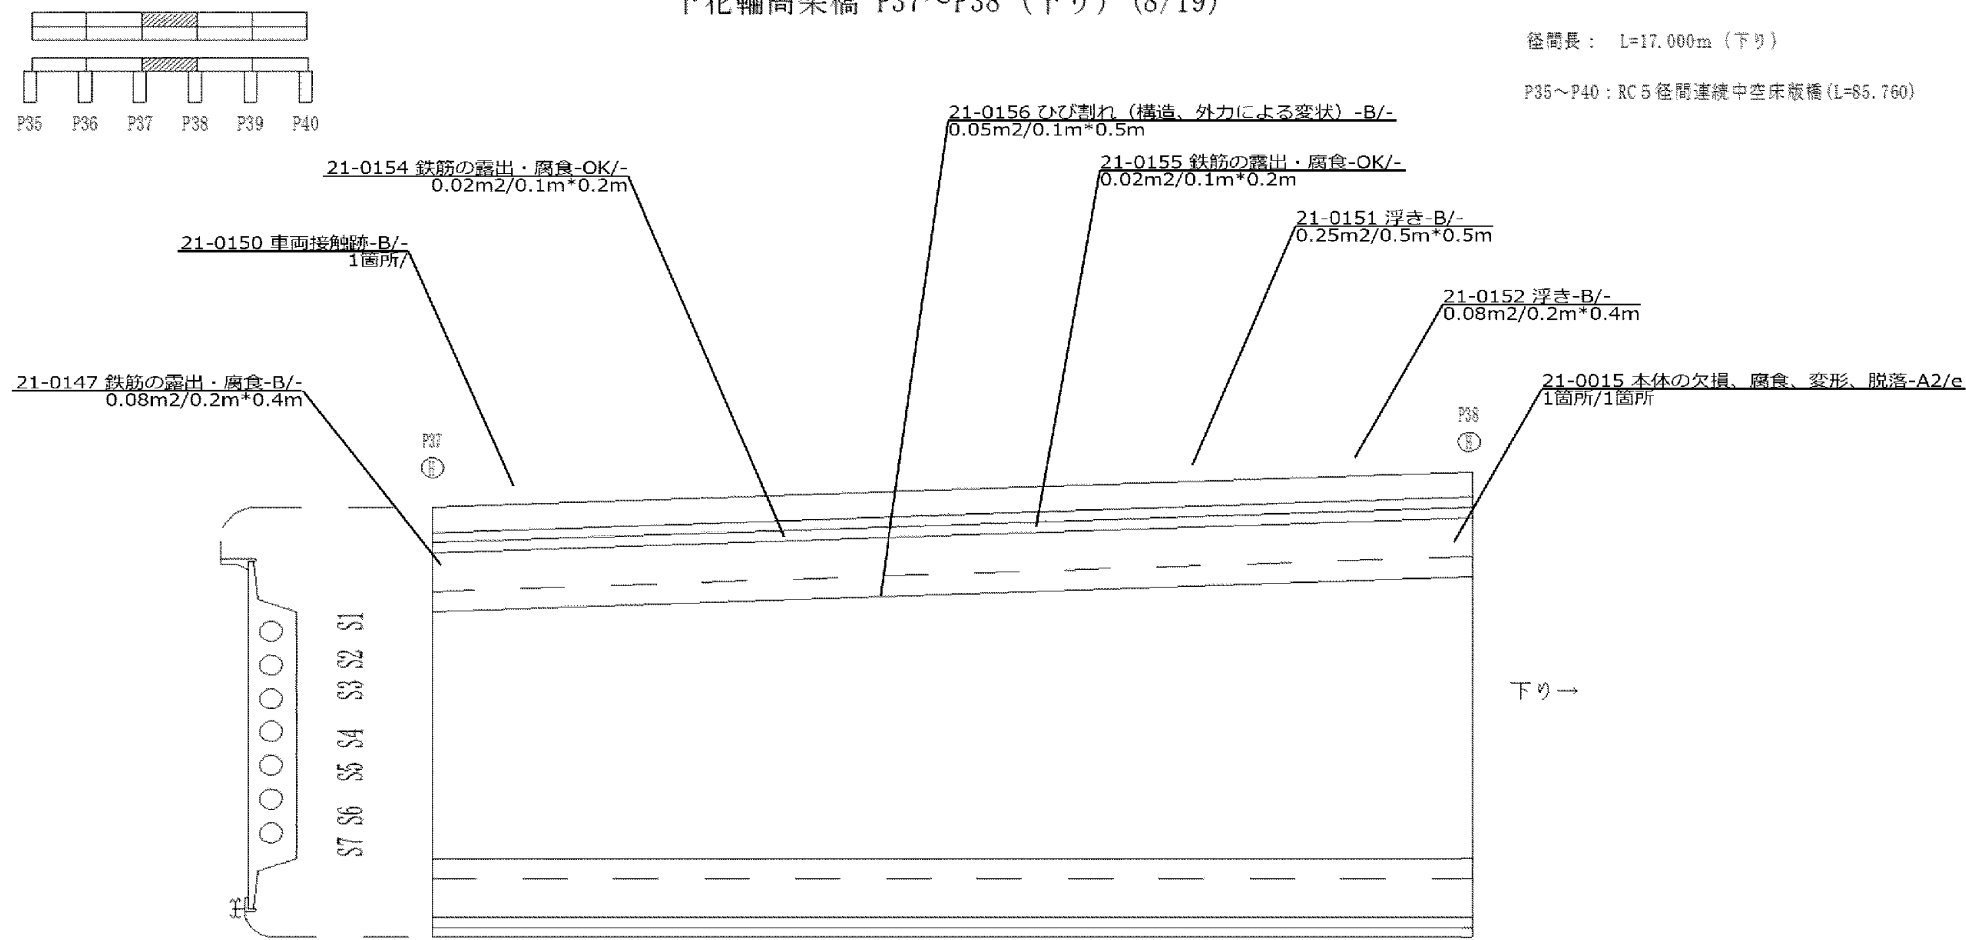 下花輪高架橋 P37～P38 (下り) (8/19)
径間長： L=17.000m (下り)
P35～P40：RC５径間連続中空床版橋(L=85.760)
P35 P36 P37 P38 P39 P40
21-0156 ひび割れ（構造、外力による変状）-B/-
0.05m2/0.1m*0.5m
21-0154 鉄筋の露出・腐食-OK/-
0.02m2/0.1m*0.2m
21-0155 鉄筋の露出・腐食-OK/-
0.02m2/0.1m*0.2m
21-0151 浮き-B/-
0.25m2/0.5m*0.5m
21-0150 車両接触跡-B/-
1箇所/
21-0152 浮き-B/-
0.08m2/0.2m*0.4m
21-0147 鉄筋の露出・腐食-B/-
0.08m2/0.2m*0.4m
21-0015 本体の欠損、腐食、変形、脱落-A2/e
1箇所/1箇所
P37
P38
S1
S2
S3
S4
S5
S6
S7
下り→